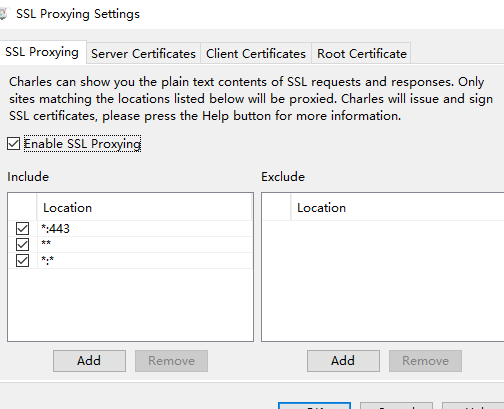 SSL Proxying Settings
SSL Proxying Server Certificates Client Certificates Root Certificate
Charles can show you the plain text contents of SSL requests and responses. Only
sites matching the locations listed below will be proxied. Charles will issue and sign
SSL certificates, please press the Help button for more information.
Enable SSL Proxying
Include Exclude
Location Location
*:443
**
*:*
Add Remove Add Remove